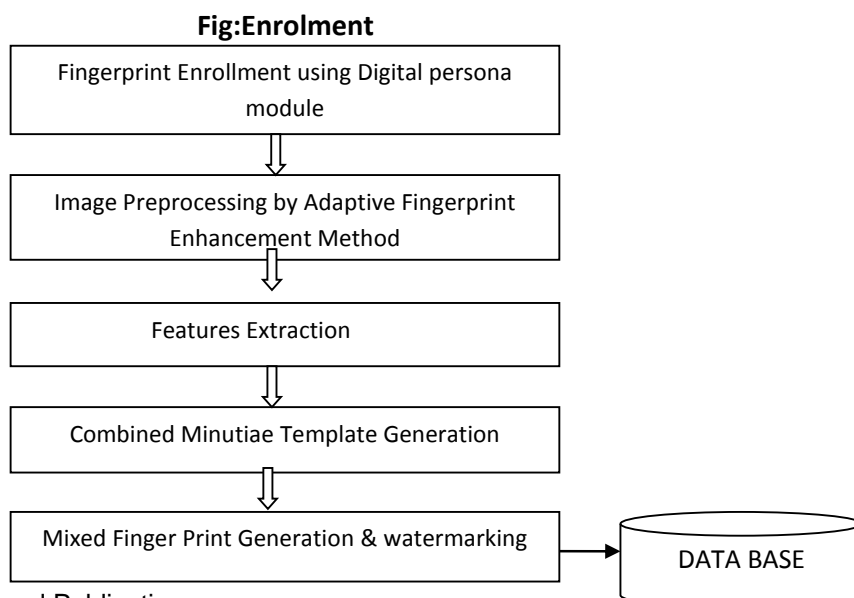 Fig:Enrolment
Fingerprint Enrollment using Digital persona
module
Image Preprocessing by Adaptive Fingerprint
Enhancement Method
Features Extraction
Combined Minutiae Template Generation
Mixed Finger Print Generation & watermarking
DATA BASE